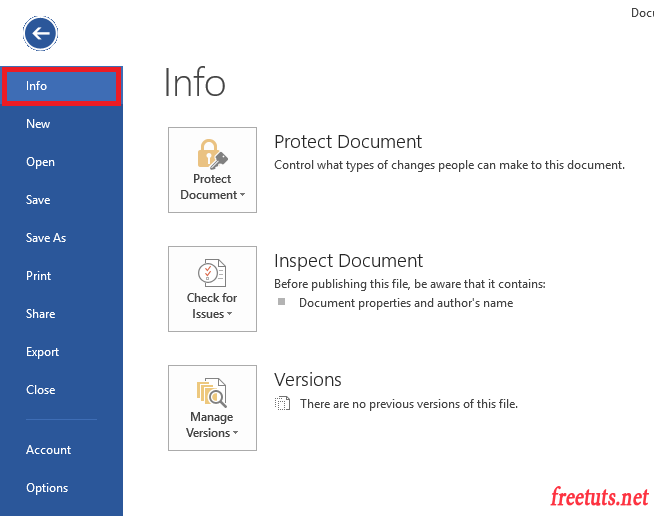 Doc
Info
New
Open
Save
Save As
Print
Share
Export
Close
Account
Options
Info
Protect
Document
Protect Document
Control what types of changes people can make to this document.
Check for
Issues
Inspect Document
Before publishing this file, be aware that it contains:
Document properties and author's name
Manage
Versions
Versions
There are no previous versions of this file.
freetuts.net